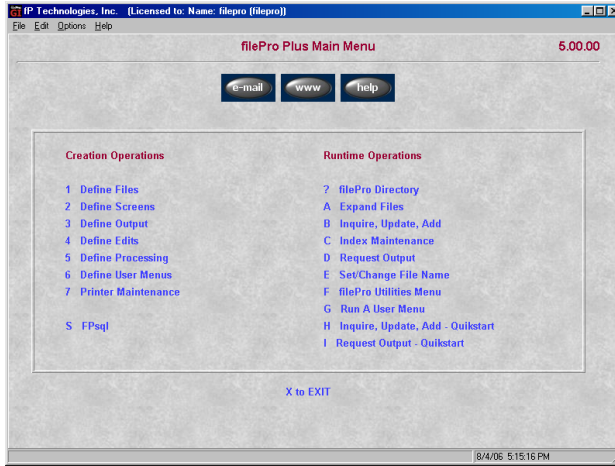 fP Technologies, Inc. (Licensed to: Name: filepro (filepro))
File Edit Options Help
filePro Plus Main Menu 5.00.00
e-mail www help
Creation Operations
1 Define Files
2 Define Screens
3 Define Output
4 Define Edits
5 Define Processing
6 Define User Menus
7 Printer Maintenance
S FPsql
Runtime Operations
? filePro Directory
A Expand Files
B Inquire, Update, Add
C Index Maintenance
D Request Output
E Set/Change File Name
F filePro Utilities Menu
G Run A User Menu
H Inquire, Update, Add - Quikstart
I Request Output - Quikstart
X to EXIT
8/4/06 5:15:16 PM